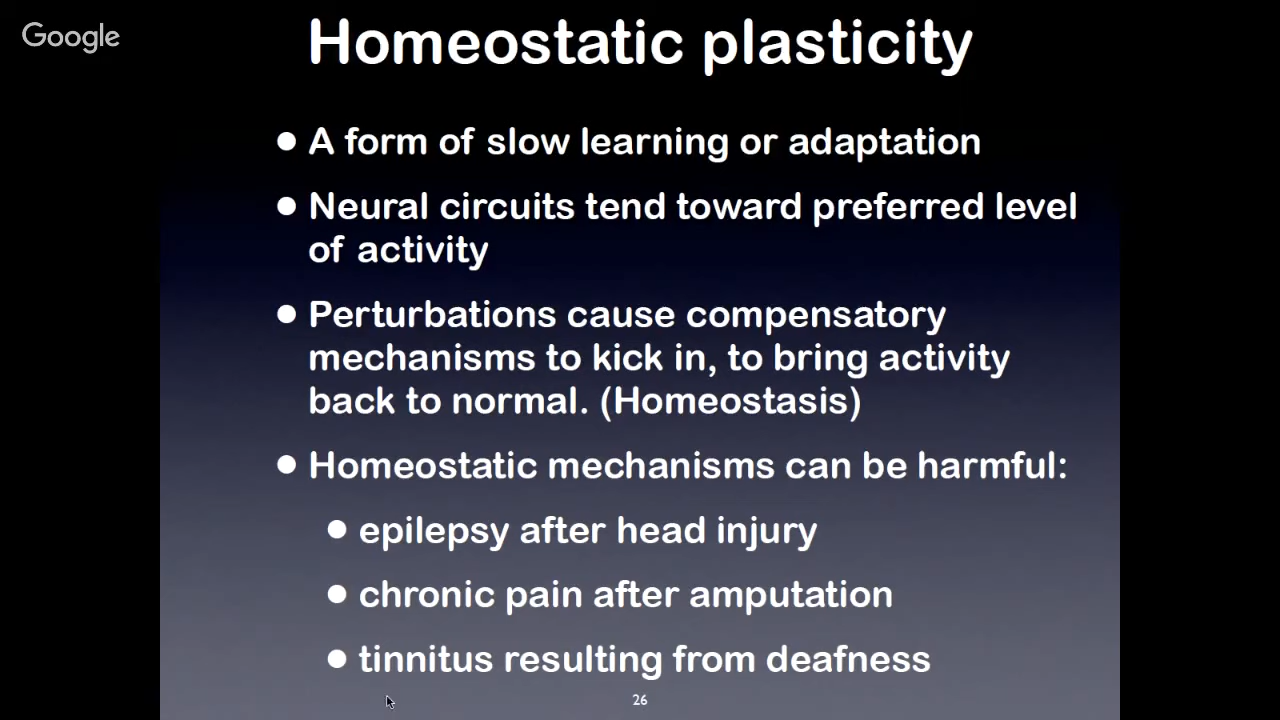 Google
Homeostatic plasticity
● A form of slow learning or adaptation
● Neural circuits tend toward preferred level
of activity
● Perturbations cause compensatory
mechanisms to kick in, to bring activity
back to normal. (Homeostasis)
● Homeostatic mechanisms can be harmful:
● epilepsy after head injury
● chronic pain after amputation
● tinnitus resulting from deafness
26